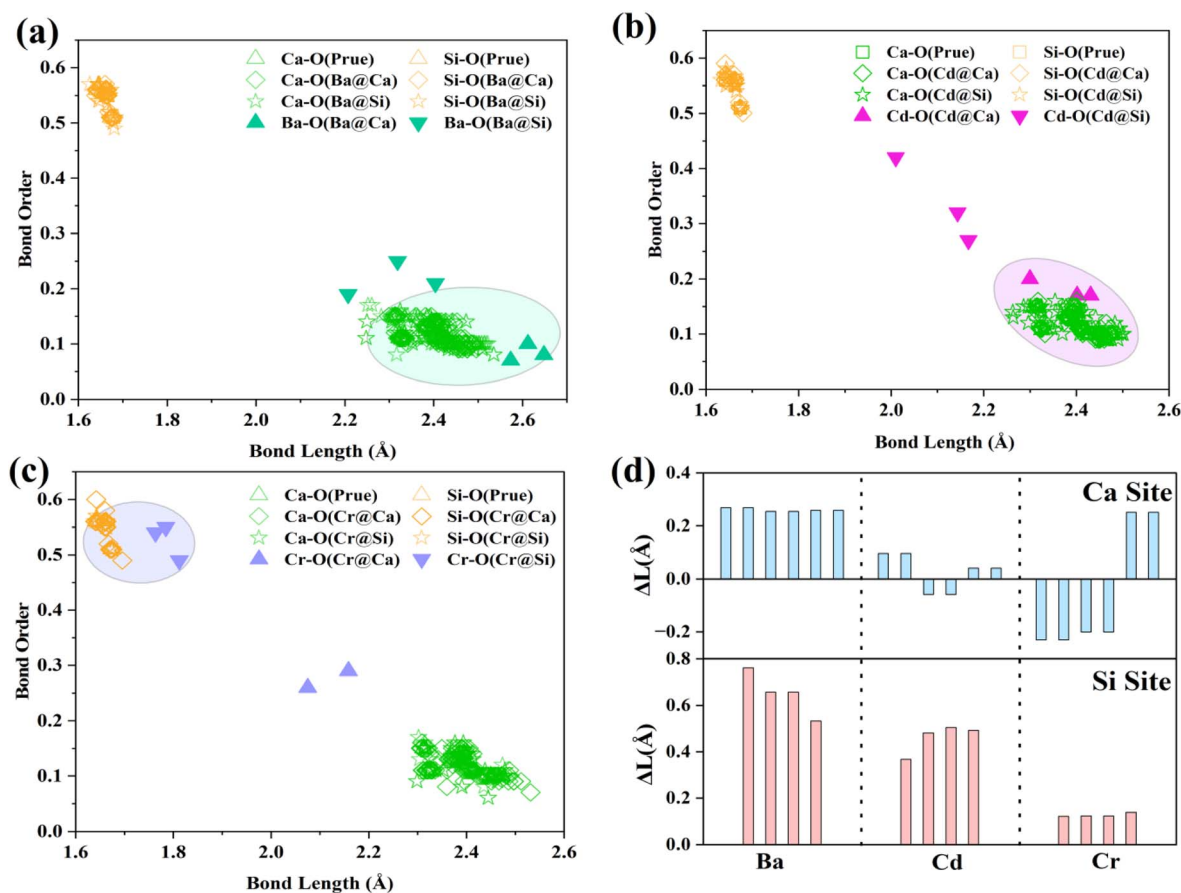 (a)
Ca-O(Prue) Si-O(Prue)
Ca-O(Ba@Ca) Si-O(Ba@Ca)
Ca-O(Ba@Si) Si-O(Ba@Si)
Ba-O(Ba@Ca) Ba-O(Ba@Si)
0.6
0.5
0.4
0.3
0.2
0.1
0.0
Bond Order
1.6 1.8 2.0 2.2 2.4 2.6
Bond Length (Å)
(b)
Ca-O(Prue) Si-O(Prue)
Ca-O(Cd@Ca) Si-O(Cd@Ca)
Ca-O(Cd@Si) Si-O(Cd@Si)
Cd-O(Cd@Ca) Cd-O(Cd@Si)
0.6
0.5
0.4
0.3
0.2
0.1
0.0
Bond Order
1.6 1.8 2.0 2.2 2.4 2.6
Bond Length (Å)
(c)
Ca-O(Prue) Si-O(Prue)
Ca-O(Cr@Ca) Si-O(Cr@Ca)
Ca-O(Cr@Si) Si-O(Cr@Si)
Cr-O(Cr@Ca) Cr-O(Cr@Si)
0.6
0.5
0.4
0.3
0.2
0.1
0.0
Bond Order
1.6 1.8 2.0 2.2 2.4 2.6
Bond Length (Å)
(d)
Ca Site
0.4
0.2
0.0
−0.2
ΔL(Å)
Si Site
0.8
0.6
0.4
0.2
0.0
ΔL(Å)
Ba Cd Cr